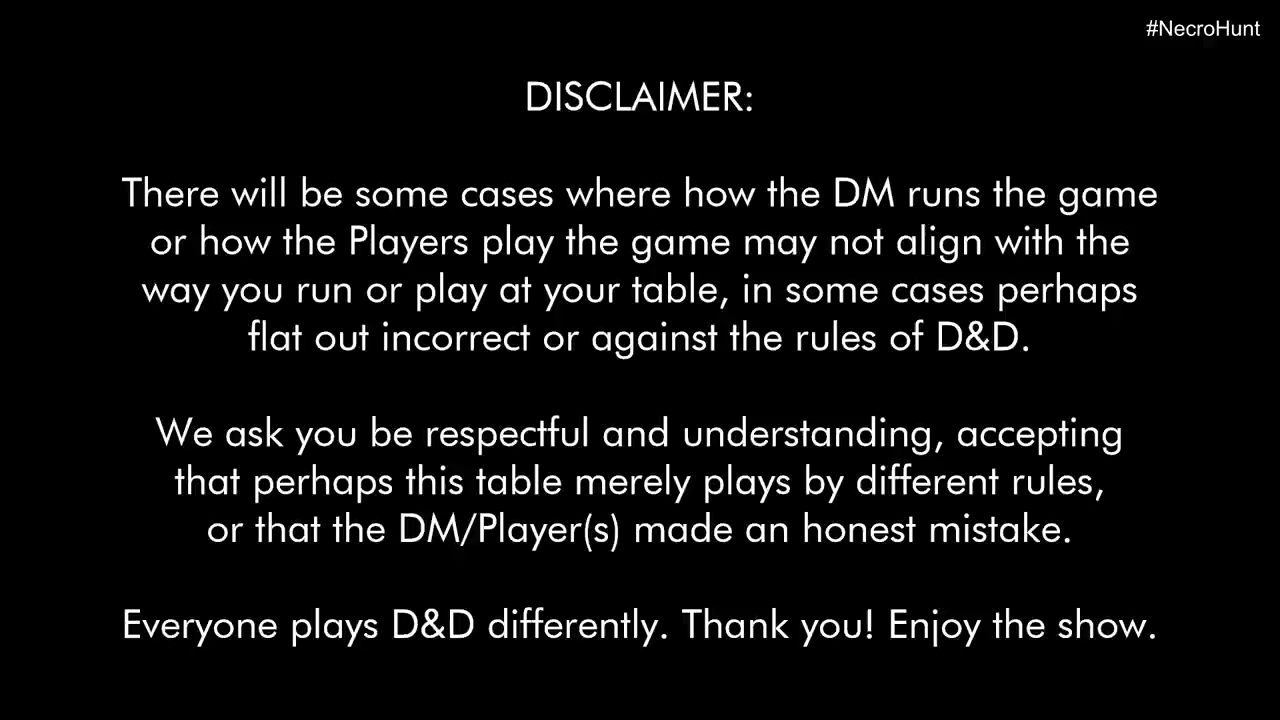 #NecroHunt
DISCLAIMER:
There will be some cases where how the DM runs the game
or how the Players play the game may not align with the
way you run or play at your table, in some cases perhaps
flat out incorrect or against the rules of D&D.
We ask you be respectful and understanding, accepting
that perhaps this table merely plays by different rules,
or that the DM/Player(s) made an honest mistake.
Everyone plays D&D differently. Thank you! Enjoy the show.